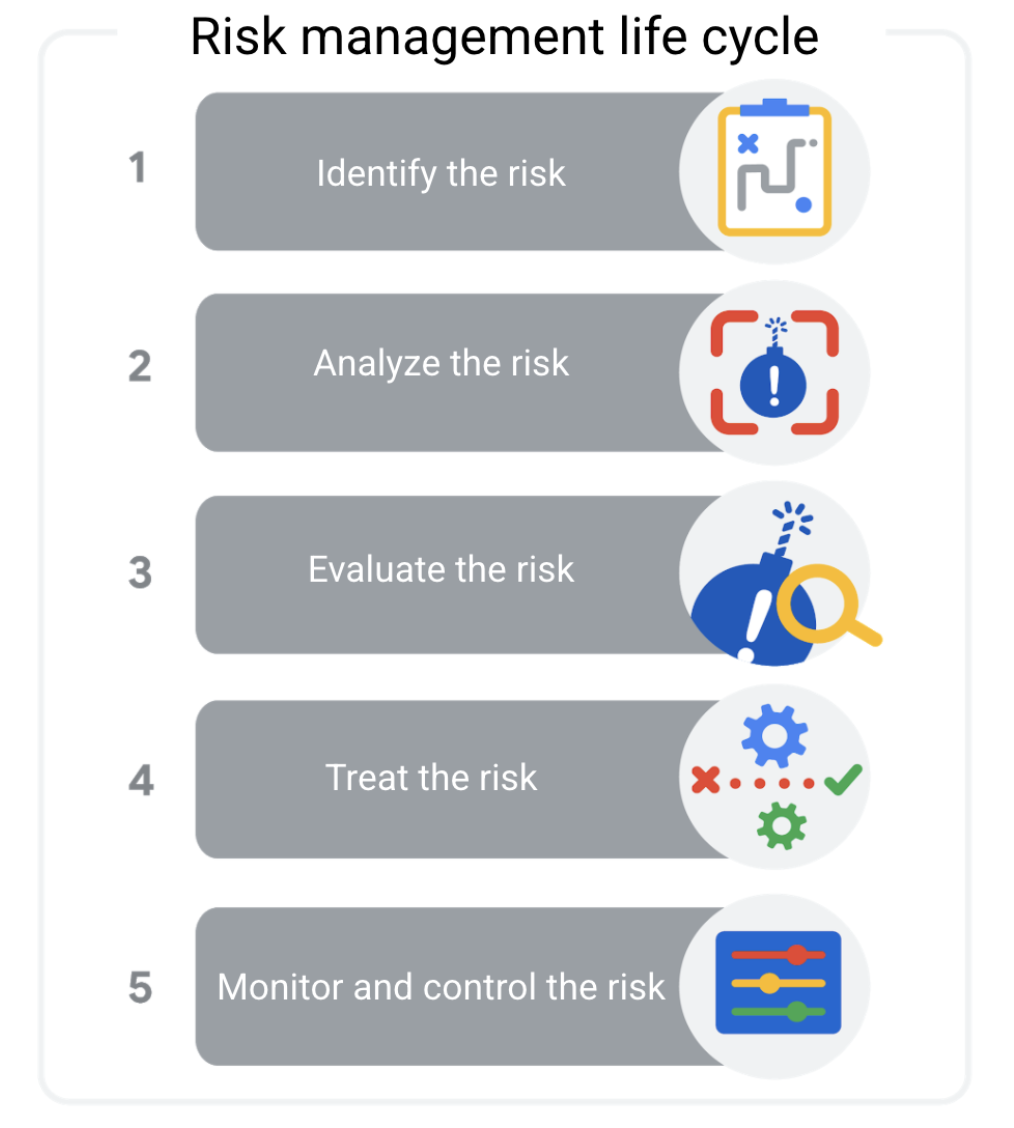 Risk management life cycle
1
Identify the risk
2
Analyze the risk
!
3
Evaluate the risk
!
4
Treat the risk
5
Monitor and control the risk